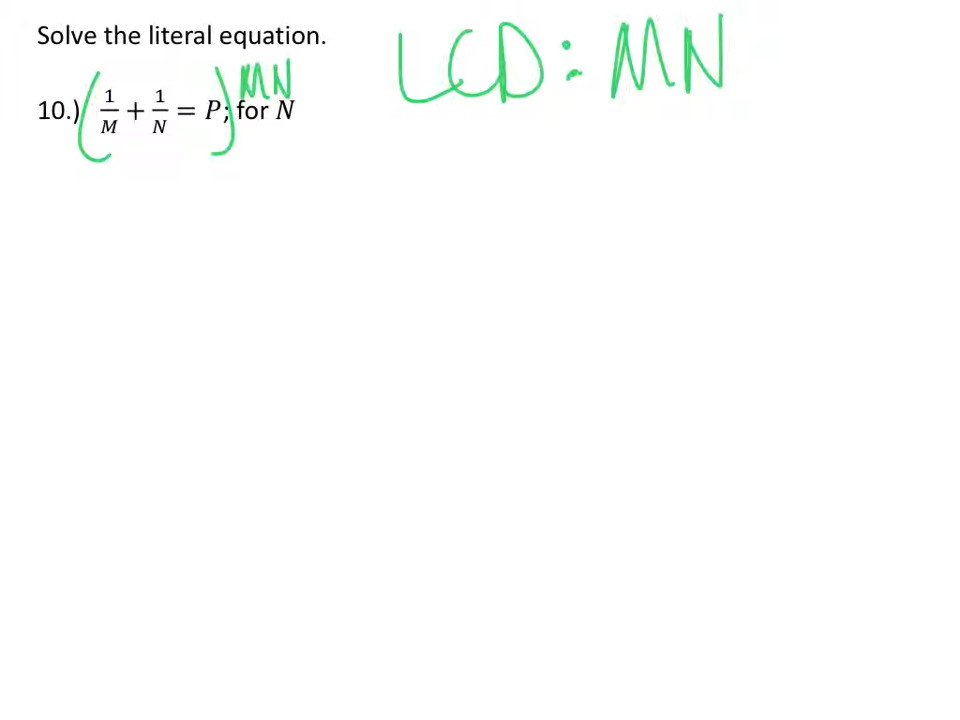 Solve the literal equation.
LCD: MN
10.) ( 1/M + 1/N = P; ) MN for N